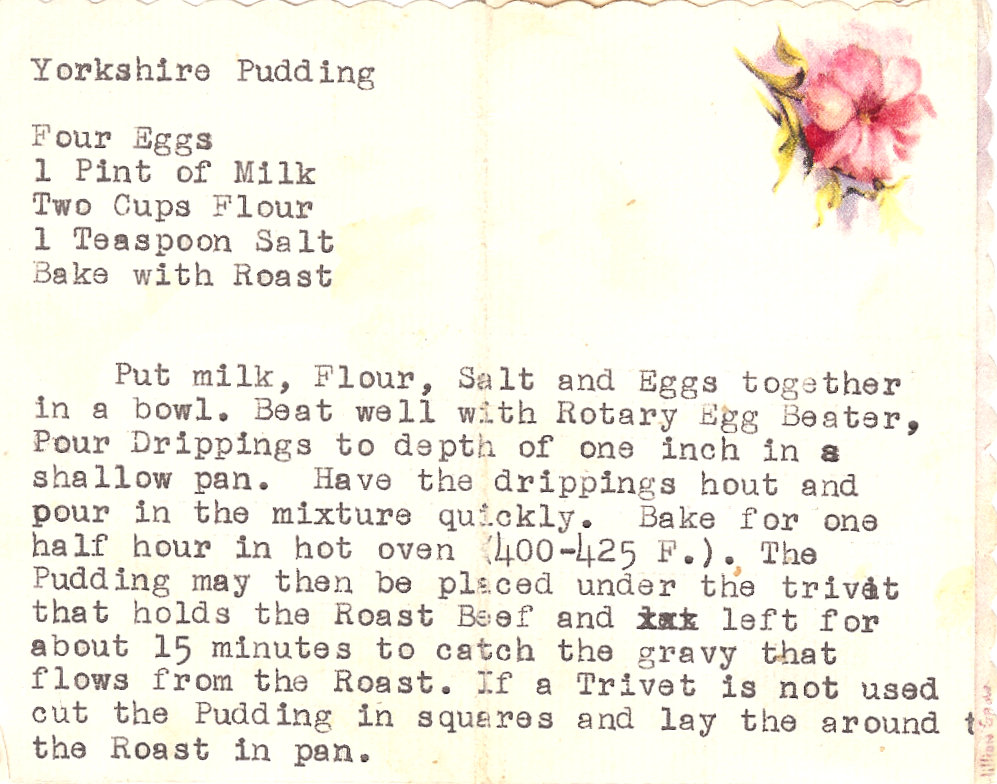 Yorkshire Pudding
Four Eggs
1 Pint of Milk
Two Cups Flour
1 Teaspoon Salt
Bake with Roast
Put milk, Flour, Salt and Eggs together
in a bowl. Beat well with Rotary Egg Beater,
Pour Drippings to depth of one inch in a
shallow pan. Have the drippings hout and
pour in the mixture quickly. Bake for one
half hour in hot oven (400-425 F.). The
Pudding may then be placed under the trivet
that holds the Roast Beef and left for
about 15 minutes to catch the gravy that
flows from the Roast. If a Trivet is not used
cut the Pudding in squares and lay the around t
the Roast in pan.